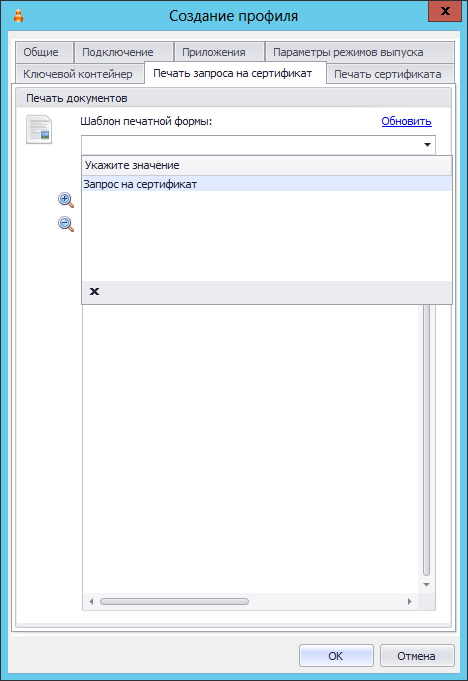 Создание профиля
Общие Подключение Приложения Параметры режимов выпуска
Ключевой контейнер Печать запроса на сертификат Печать сертификата
Печать документов
Шаблон печатной формы: Обновить
Укажите значение
Запрос на сертификат
OK Отмена